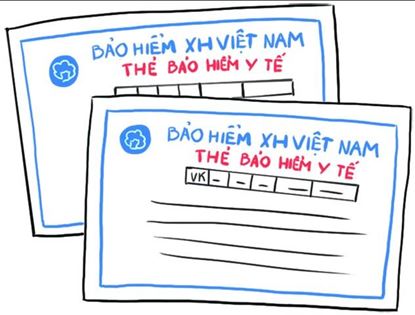 BẢO HIỂM XH VIỆT NAM
THẺ BẢO HIỂM Y TẾ
BẢO HIỂM XH VIỆT NAM
THẺ BẢO HIỂM Y TẾ
VK